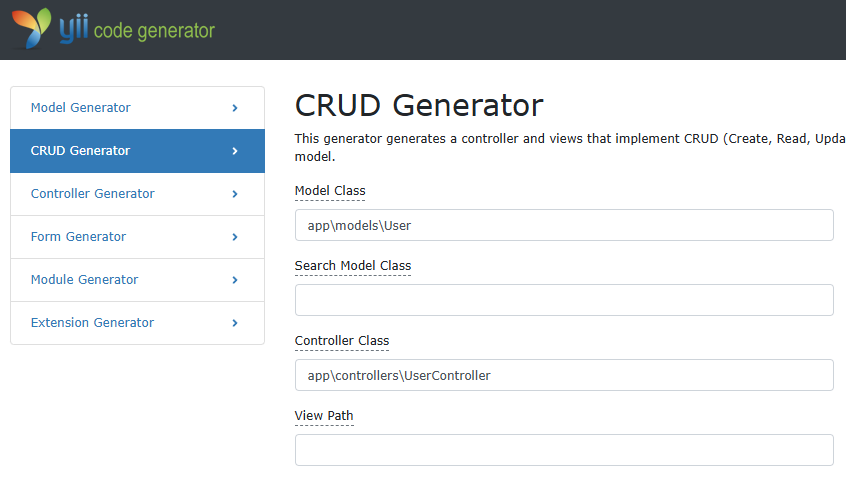 yii code generator
Model Generator
CRUD Generator
Controller Generator
Form Generator
Module Generator
Extension Generator
CRUD Generator
This generator generates a controller and views that implement CRUD (Create, Read, Upda
model.
Model Class
app\models\User
Search Model Class
Controller Class
app\controllers\UserController
View Path